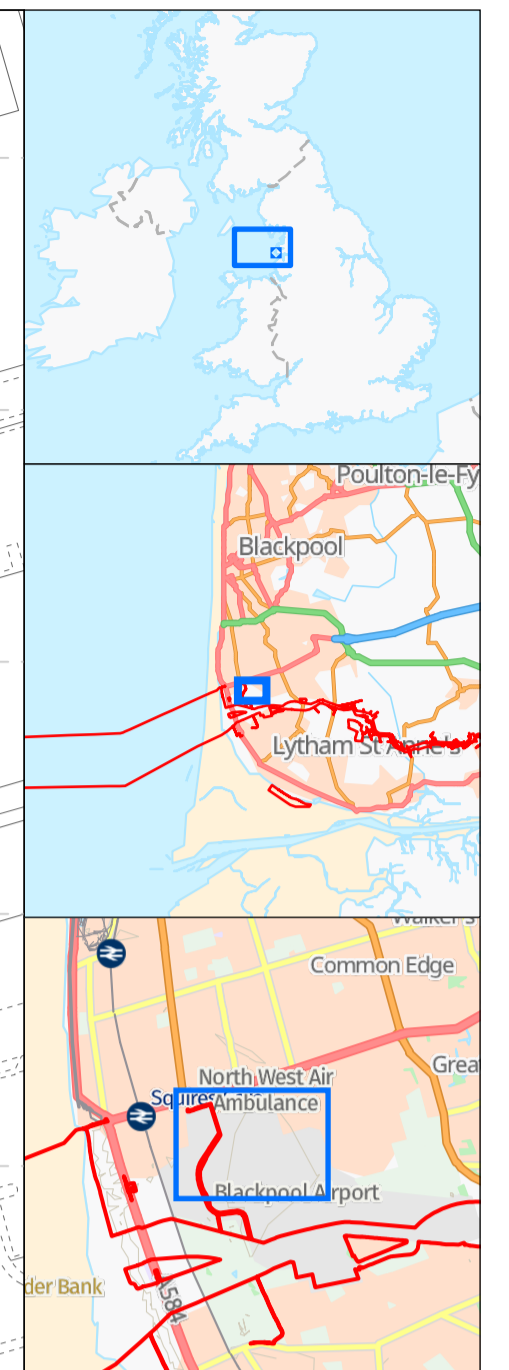 Poulton-le-Fy
Blackpool
Lytham St Anne's
Walker's
Common Edge
Grea
North West Air
Ambulance
Squires
Blackpool Airport
der Bank
A584